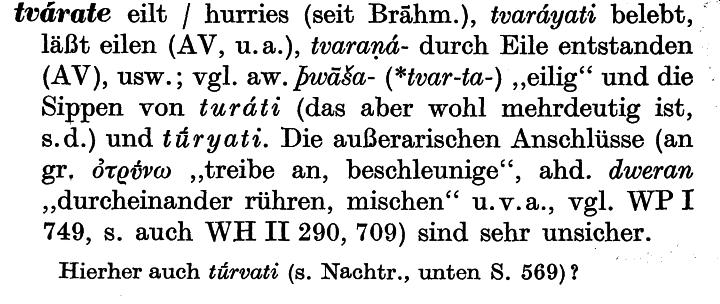 tvárate eilt / hurries (seit Brāhm.), tvaráyati belebt,
läßt eilen (AV, u. a.), tvaraṇá- durch Eile entstanden
(AV), usw.; vgl. aw. ϑwāša- (*tvar-ta-) „eilig“ und die
Sippen von turáti (das aber wohl mehrdeutig ist,
s.d.) und tū́ryati. Die außerarischen Anschlüsse (an
gr. ὀτρύνω „treibe an, beschleunige“, ahd. dweran
„durcheinander rühren, mischen“ u.v.a., vgl. WP I
749, s. auch WH II 290, 709) sind sehr unsicher.
Hierher auch tū́rvati (s. Nachtr., unten S. 569)?